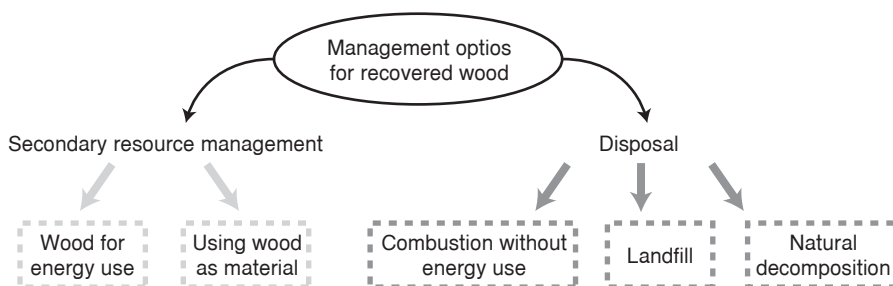 Management optios
for recovered wood
Secondary resource management
Disposal
Wood for
energy use
Using wood
as material
Combustion without
energy use
Landfill
Natural
decomposition